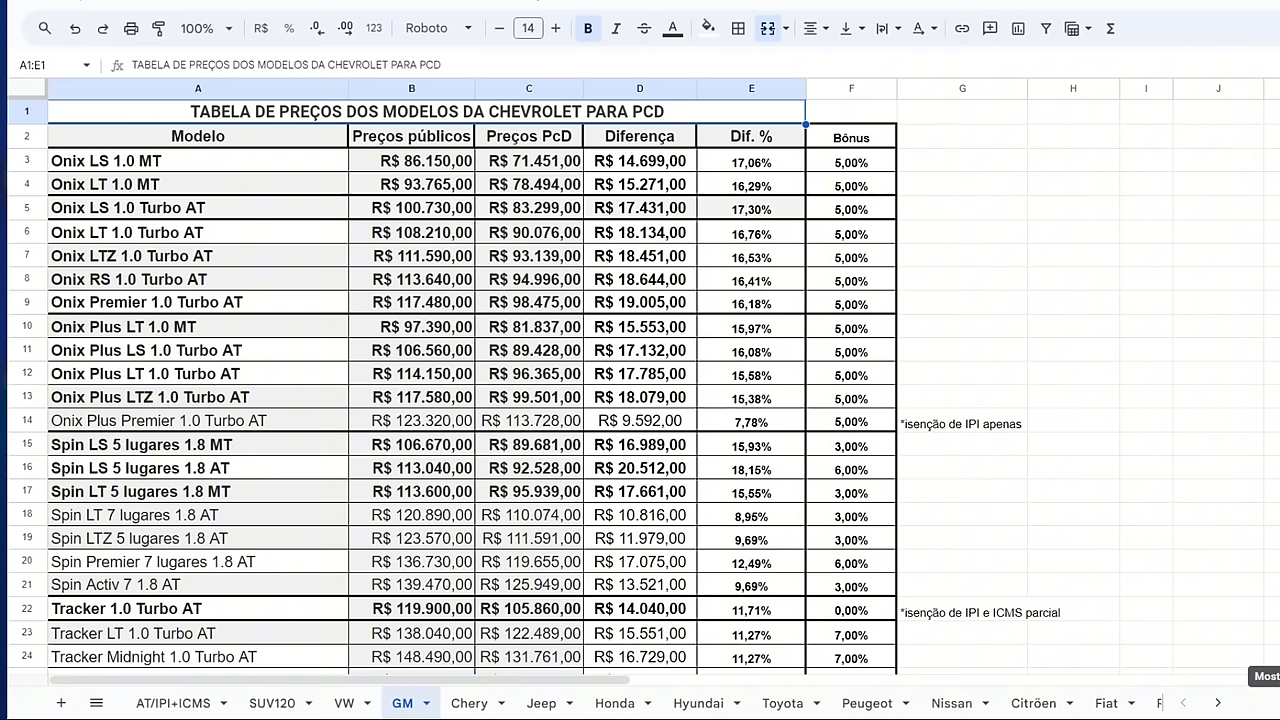 100% R$ % .0 .00 123 Roboto 14 B I A Σ
A1:E1 fx TABELA DE PREÇOS DOS MODELOS DA CHEVROLET PARA PCD
A B C D E F G H I J
1 TABELA DE PREÇOS DOS MODELOS DA CHEVROLET PARA PCD
2 Modelo Preços públicos Preços PcD Diferença Dif. % Bônus
3 Onix LS 1.0 MT R$ 86.150,00 R$ 71.451,00 R$ 14.699,00 17,06% 5,00%
4 Onix LT 1.0 MT R$ 93.765,00 R$ 78.494,00 R$ 15.271,00 16,29% 5,00%
5 Onix LS 1.0 Turbo AT R$ 100.730,00 R$ 83.299,00 R$ 17.431,00 17,30% 5,00%
6 Onix LT 1.0 Turbo AT R$ 108.210,00 R$ 90.076,00 R$ 18.134,00 16,76% 5,00%
7 Onix LTZ 1.0 Turbo AT R$ 111.590,00 R$ 93.139,00 R$ 18.451,00 16,53% 5,00%
8 Onix RS 1.0 Turbo AT R$ 113.640,00 R$ 94.996,00 R$ 18.644,00 16,41% 5,00%
9 Onix Premier 1.0 Turbo AT R$ 117.480,00 R$ 98.475,00 R$ 19.005,00 16,18% 5,00%
10 Onix Plus LT 1.0 MT R$ 97.390,00 R$ 81.837,00 R$ 15.553,00 15,97% 5,00%
11 Onix Plus LS 1.0 Turbo AT R$ 106.560,00 R$ 89.428,00 R$ 17.132,00 16,08% 5,00%
12 Onix Plus LT 1.0 Turbo AT R$ 114.150,00 R$ 96.365,00 R$ 17.785,00 15,58% 5,00%
13 Onix Plus LTZ 1.0 Turbo AT R$ 117.580,00 R$ 99.501,00 R$ 18.079,00 15,38% 5,00%
14 Onix Plus Premier 1.0 Turbo AT R$ 123.320,00 R$ 113.728,00 R$ 9.592,00 7,78% 5,00% *isenção de IPI apenas
15 Spin LS 5 lugares 1.8 MT R$ 106.670,00 R$ 89.681,00 R$ 16.989,00 15,93% 3,00%
16 Spin LS 5 lugares 1.8 AT R$ 113.040,00 R$ 92.528,00 R$ 20.512,00 18,15% 6,00%
17 Spin LT 5 lugares 1.8 MT R$ 113.600,00 R$ 95.939,00 R$ 17.661,00 15,55% 3,00%
18 Spin LT 7 lugares 1.8 AT R$ 120.890,00 R$ 110.074,00 R$ 10.816,00 8,95% 3,00%
19 Spin LTZ 5 lugares 1.8 AT R$ 123.570,00 R$ 111.591,00 R$ 11.979,00 9,69% 3,00%
20 Spin Premier 7 lugares 1.8 AT R$ 136.730,00 R$ 119.655,00 R$ 17.075,00 12,49% 6,00%
21 Spin Activ 7 1.8 AT R$ 139.470,00 R$ 125.949,00 R$ 13.521,00 9,69% 3,00%
22 Tracker 1.0 Turbo AT R$ 119.900,00 R$ 105.860,00 R$ 14.040,00 11,71% 0,00% *isenção de IPI e ICMS parcial
23 Tracker LT 1.0 Turbo AT R$ 138.040,00 R$ 122.489,00 R$ 15.551,00 11,27% 7,00%
24 Tracker Midnight 1.0 Turbo AT R$ 148.490,00 R$ 131.761,00 R$ 16.729,00 11,27% 7,00%
Most
AT/IPI+ICMS SUV120 VW GM Chery Jeep Honda Hyundai Toyota Peugeot Nissan Citröen Fiat